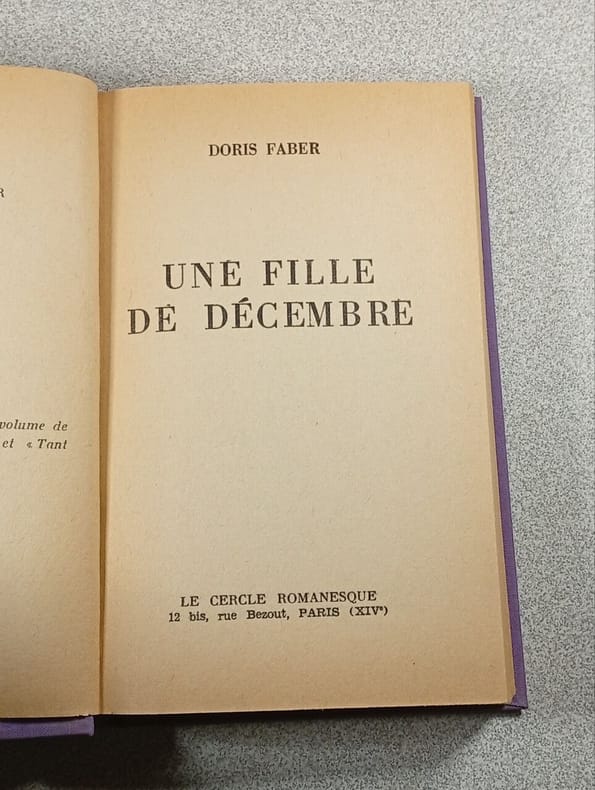 R
volume de
et « Tant
DORIS FABER
UNE FILLE
DE DÉCEMBRE
LE CERCLE ROMANESQUE
12 bis, rue Bezout, PARIS (XIVᵉ)